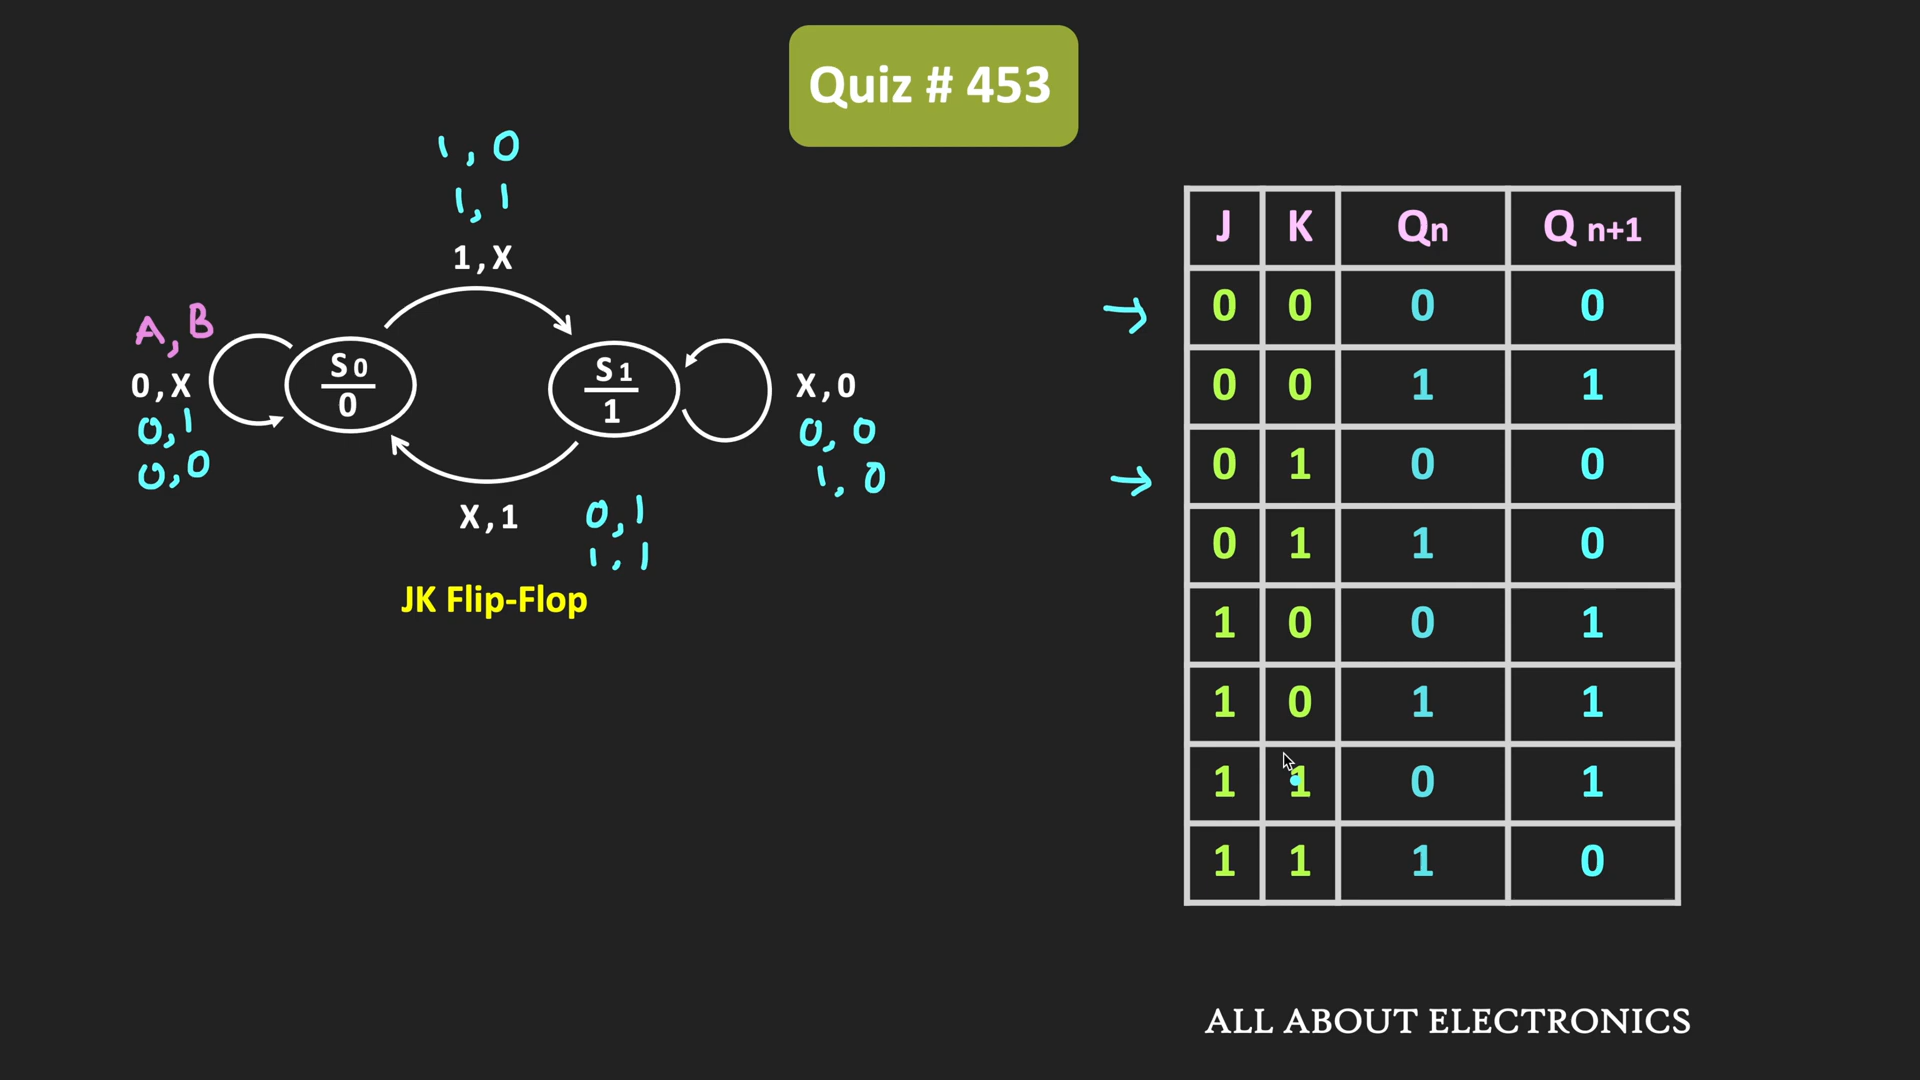 Quiz # 453
1, 0
1, 1
1, X
A, B
0, X
0, 1
0, 0
S0
0
S1
1
X, 0
0, 0
1, 0
X, 1
0, 1
1, 1
JK Flip-Flop
J K Qn Q n+1
0 0 0 0
0 0 1 1
0 1 0 0
0 1 1 0
1 0 0 1
1 0 1 1
1 1 0 1
1 1 1 0
ALL ABOUT ELECTRONICS